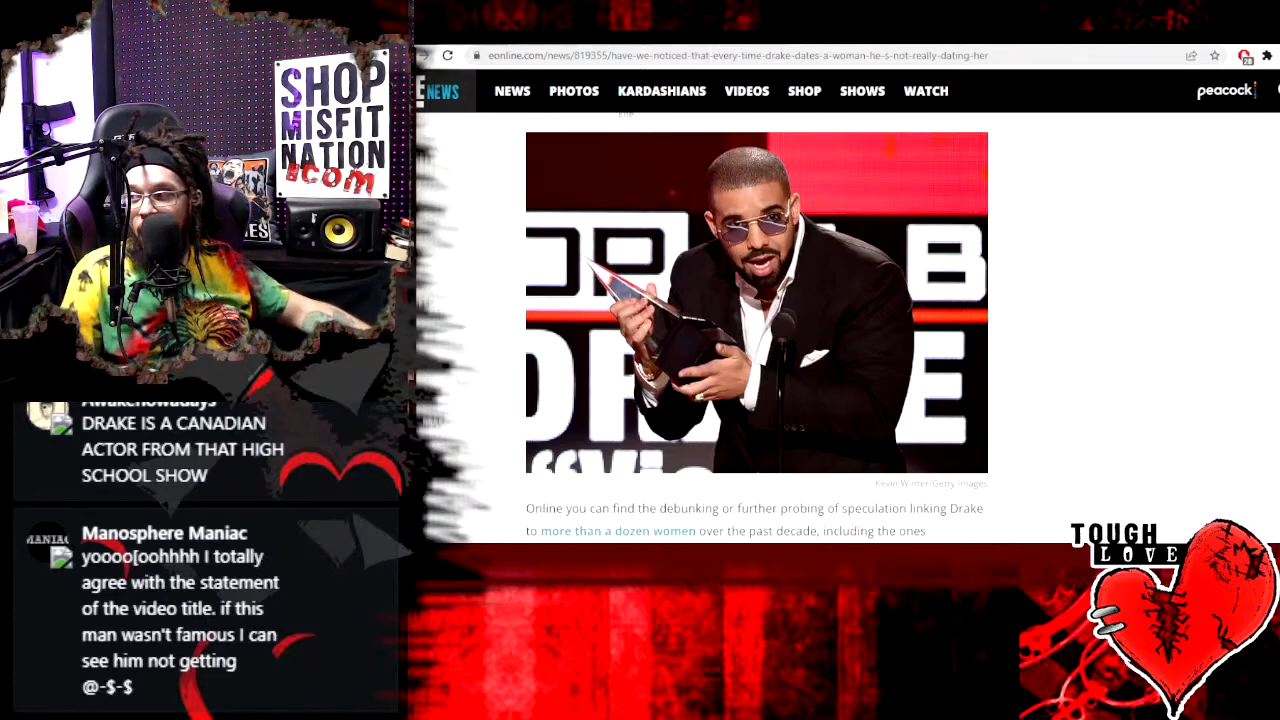 SHOP
MISFIT
NATION
.COM
eonline.com/news/819355/have-we-noticed-that-every-time-drake-dates-a-woman-he-s-not-really-dating-her
E NEWS
NEWS PHOTOS KARDASHIANS VIDEOS SHOP SHOWS WATCH
peacock
Kevin Winter/Getty Images
Online you can find the debunking or further probing of speculation linking Drake
to more than a dozen women over the past decade, including the ones
Awakenowadays
DRAKE IS A CANADIAN
ACTOR FROM THAT HIGH
SCHOOL SHOW
MANIAC
Manosphere Maniac
yoooo[oohhhh I totally
agree with the statement
of the video title. if this
man wasn't famous I can
see him not getting
@-$-$
TOUGH
LOVE